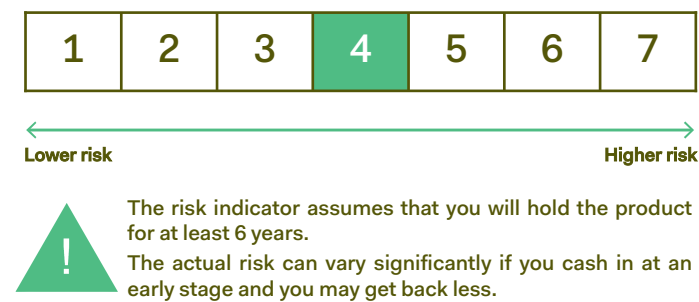 1 2 3 4 5 6 7
Lower risk Higher risk
!
The risk indicator assumes that you will hold the product
for at least 6 years.
The actual risk can vary significantly if you cash in at an
early stage and you may get back less.